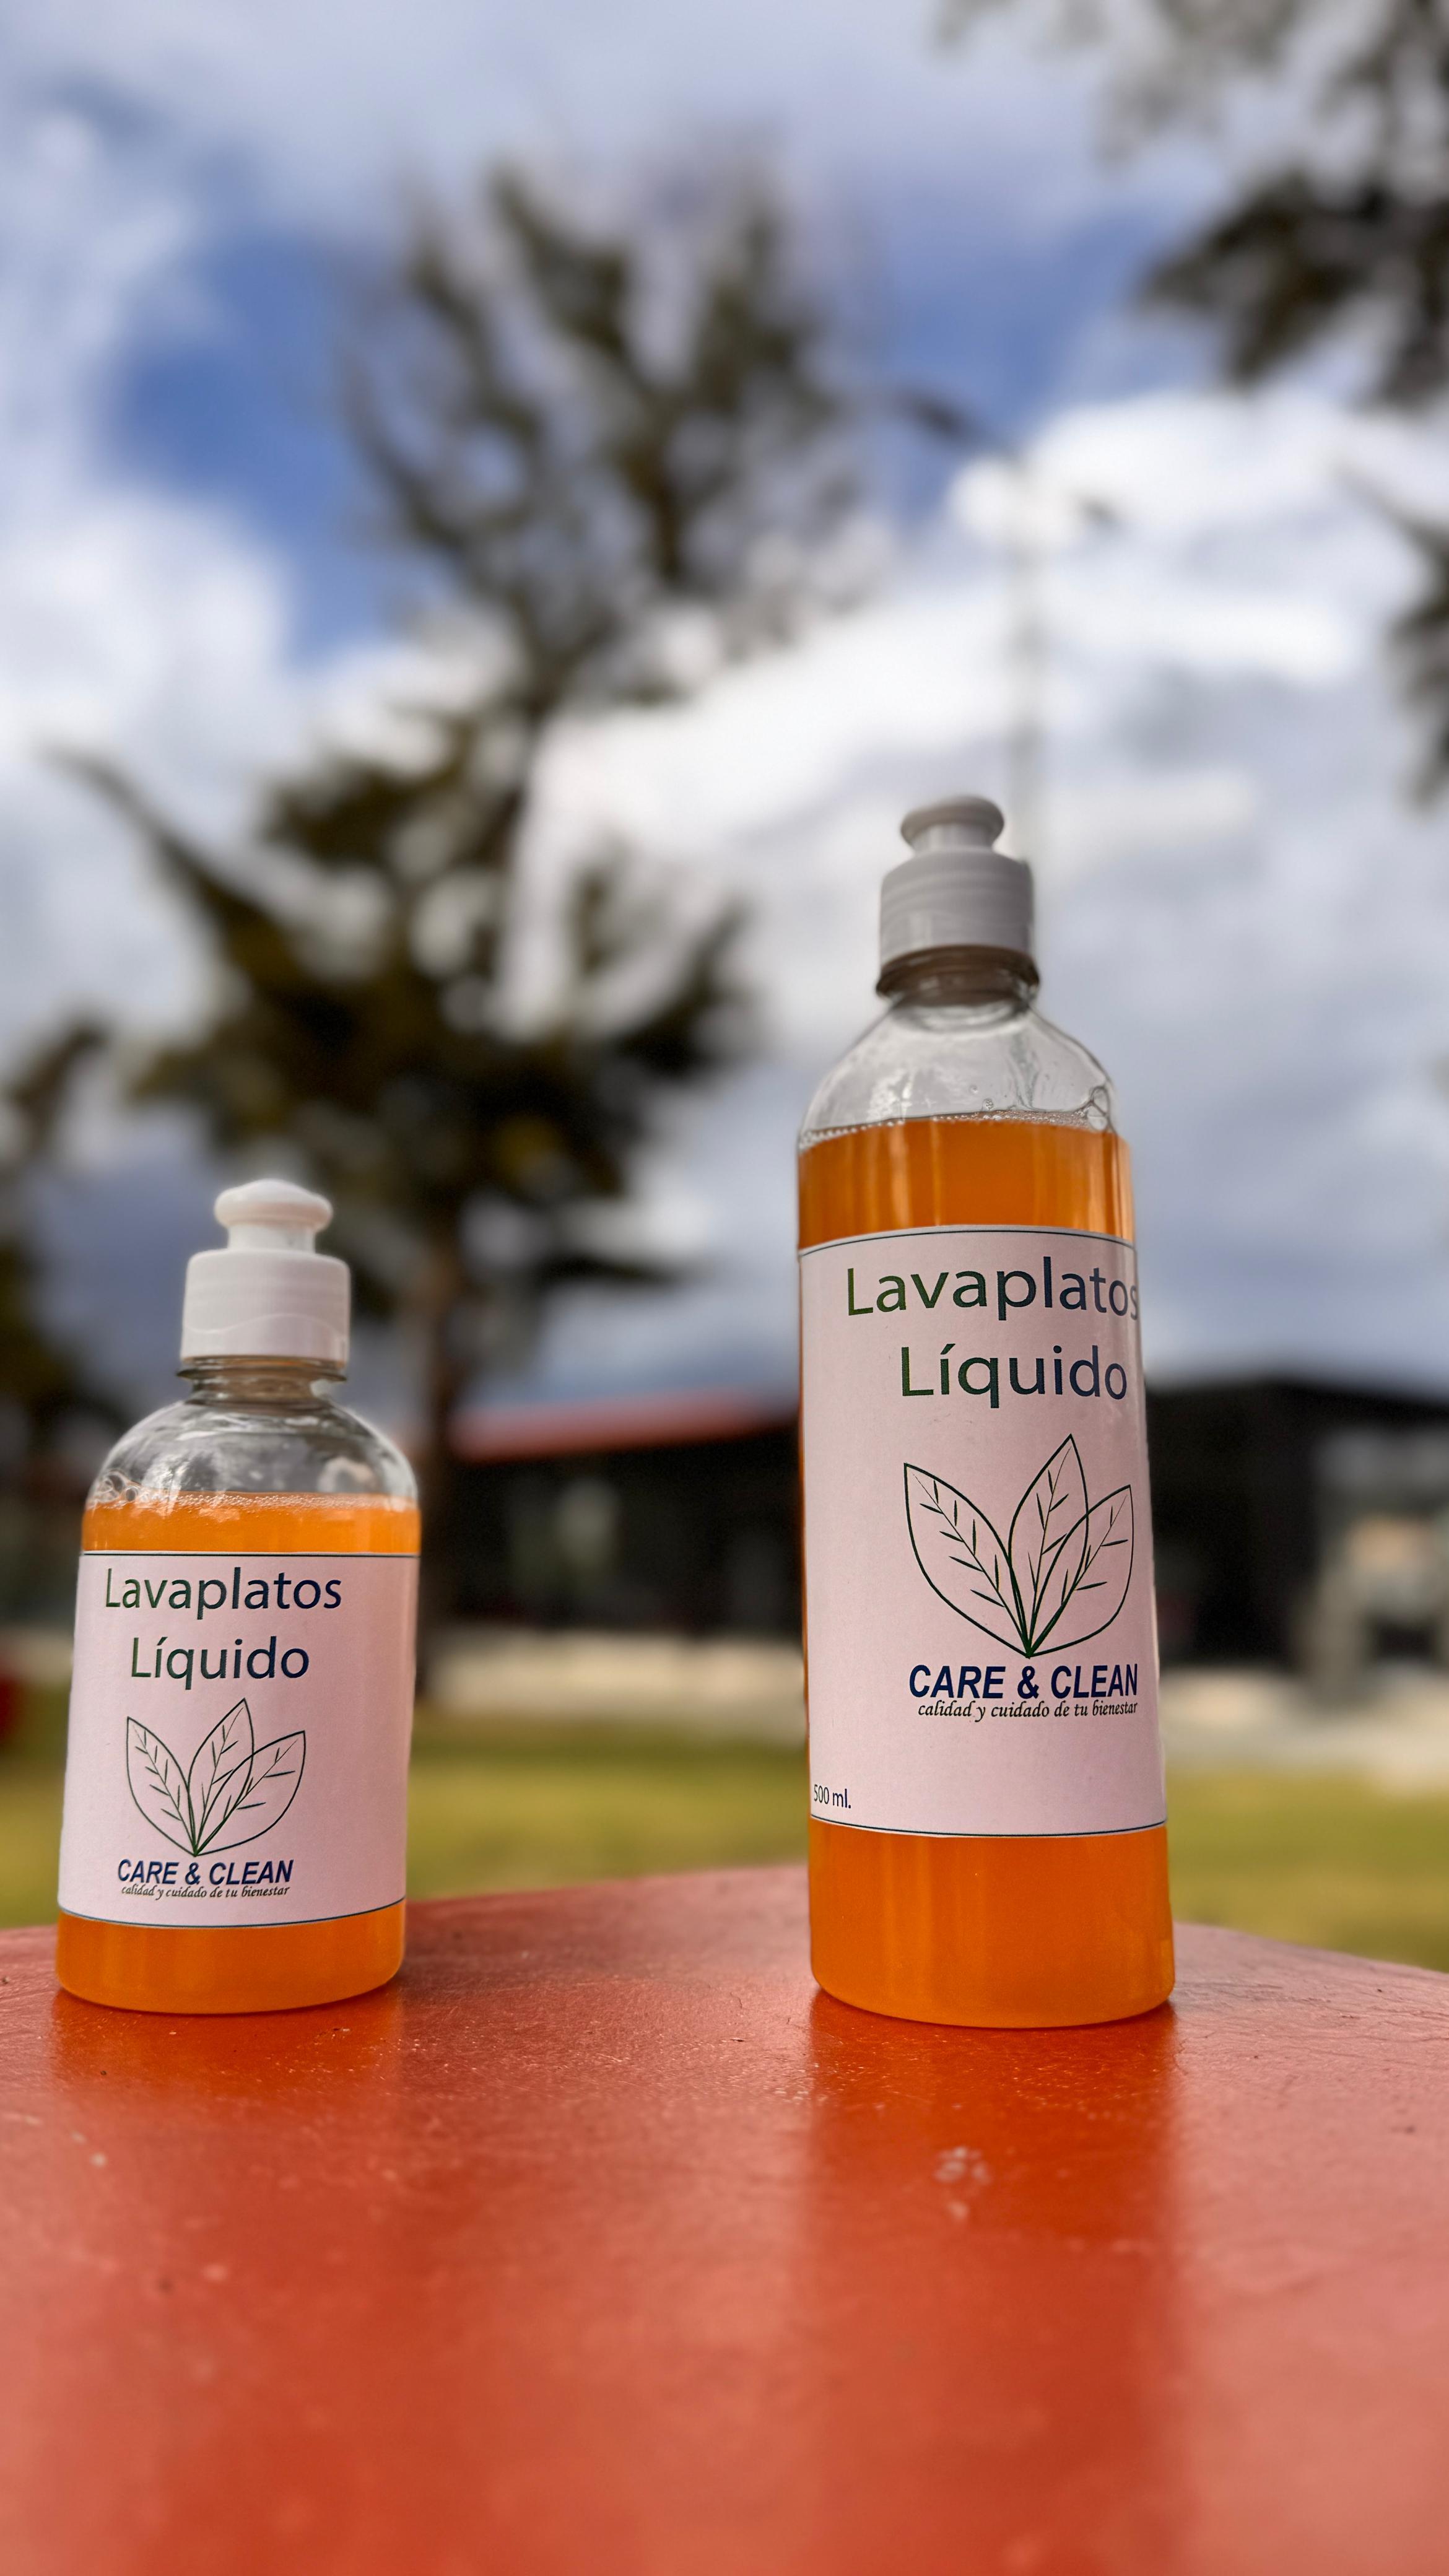 Lavaplatos
Líquido
CARE & CLEAN
calidad y cuidado de tu bienestar
Lavaplatos
Líquido
CARE & CLEAN
calidad y cuidado de tu bienestar
500 ml.